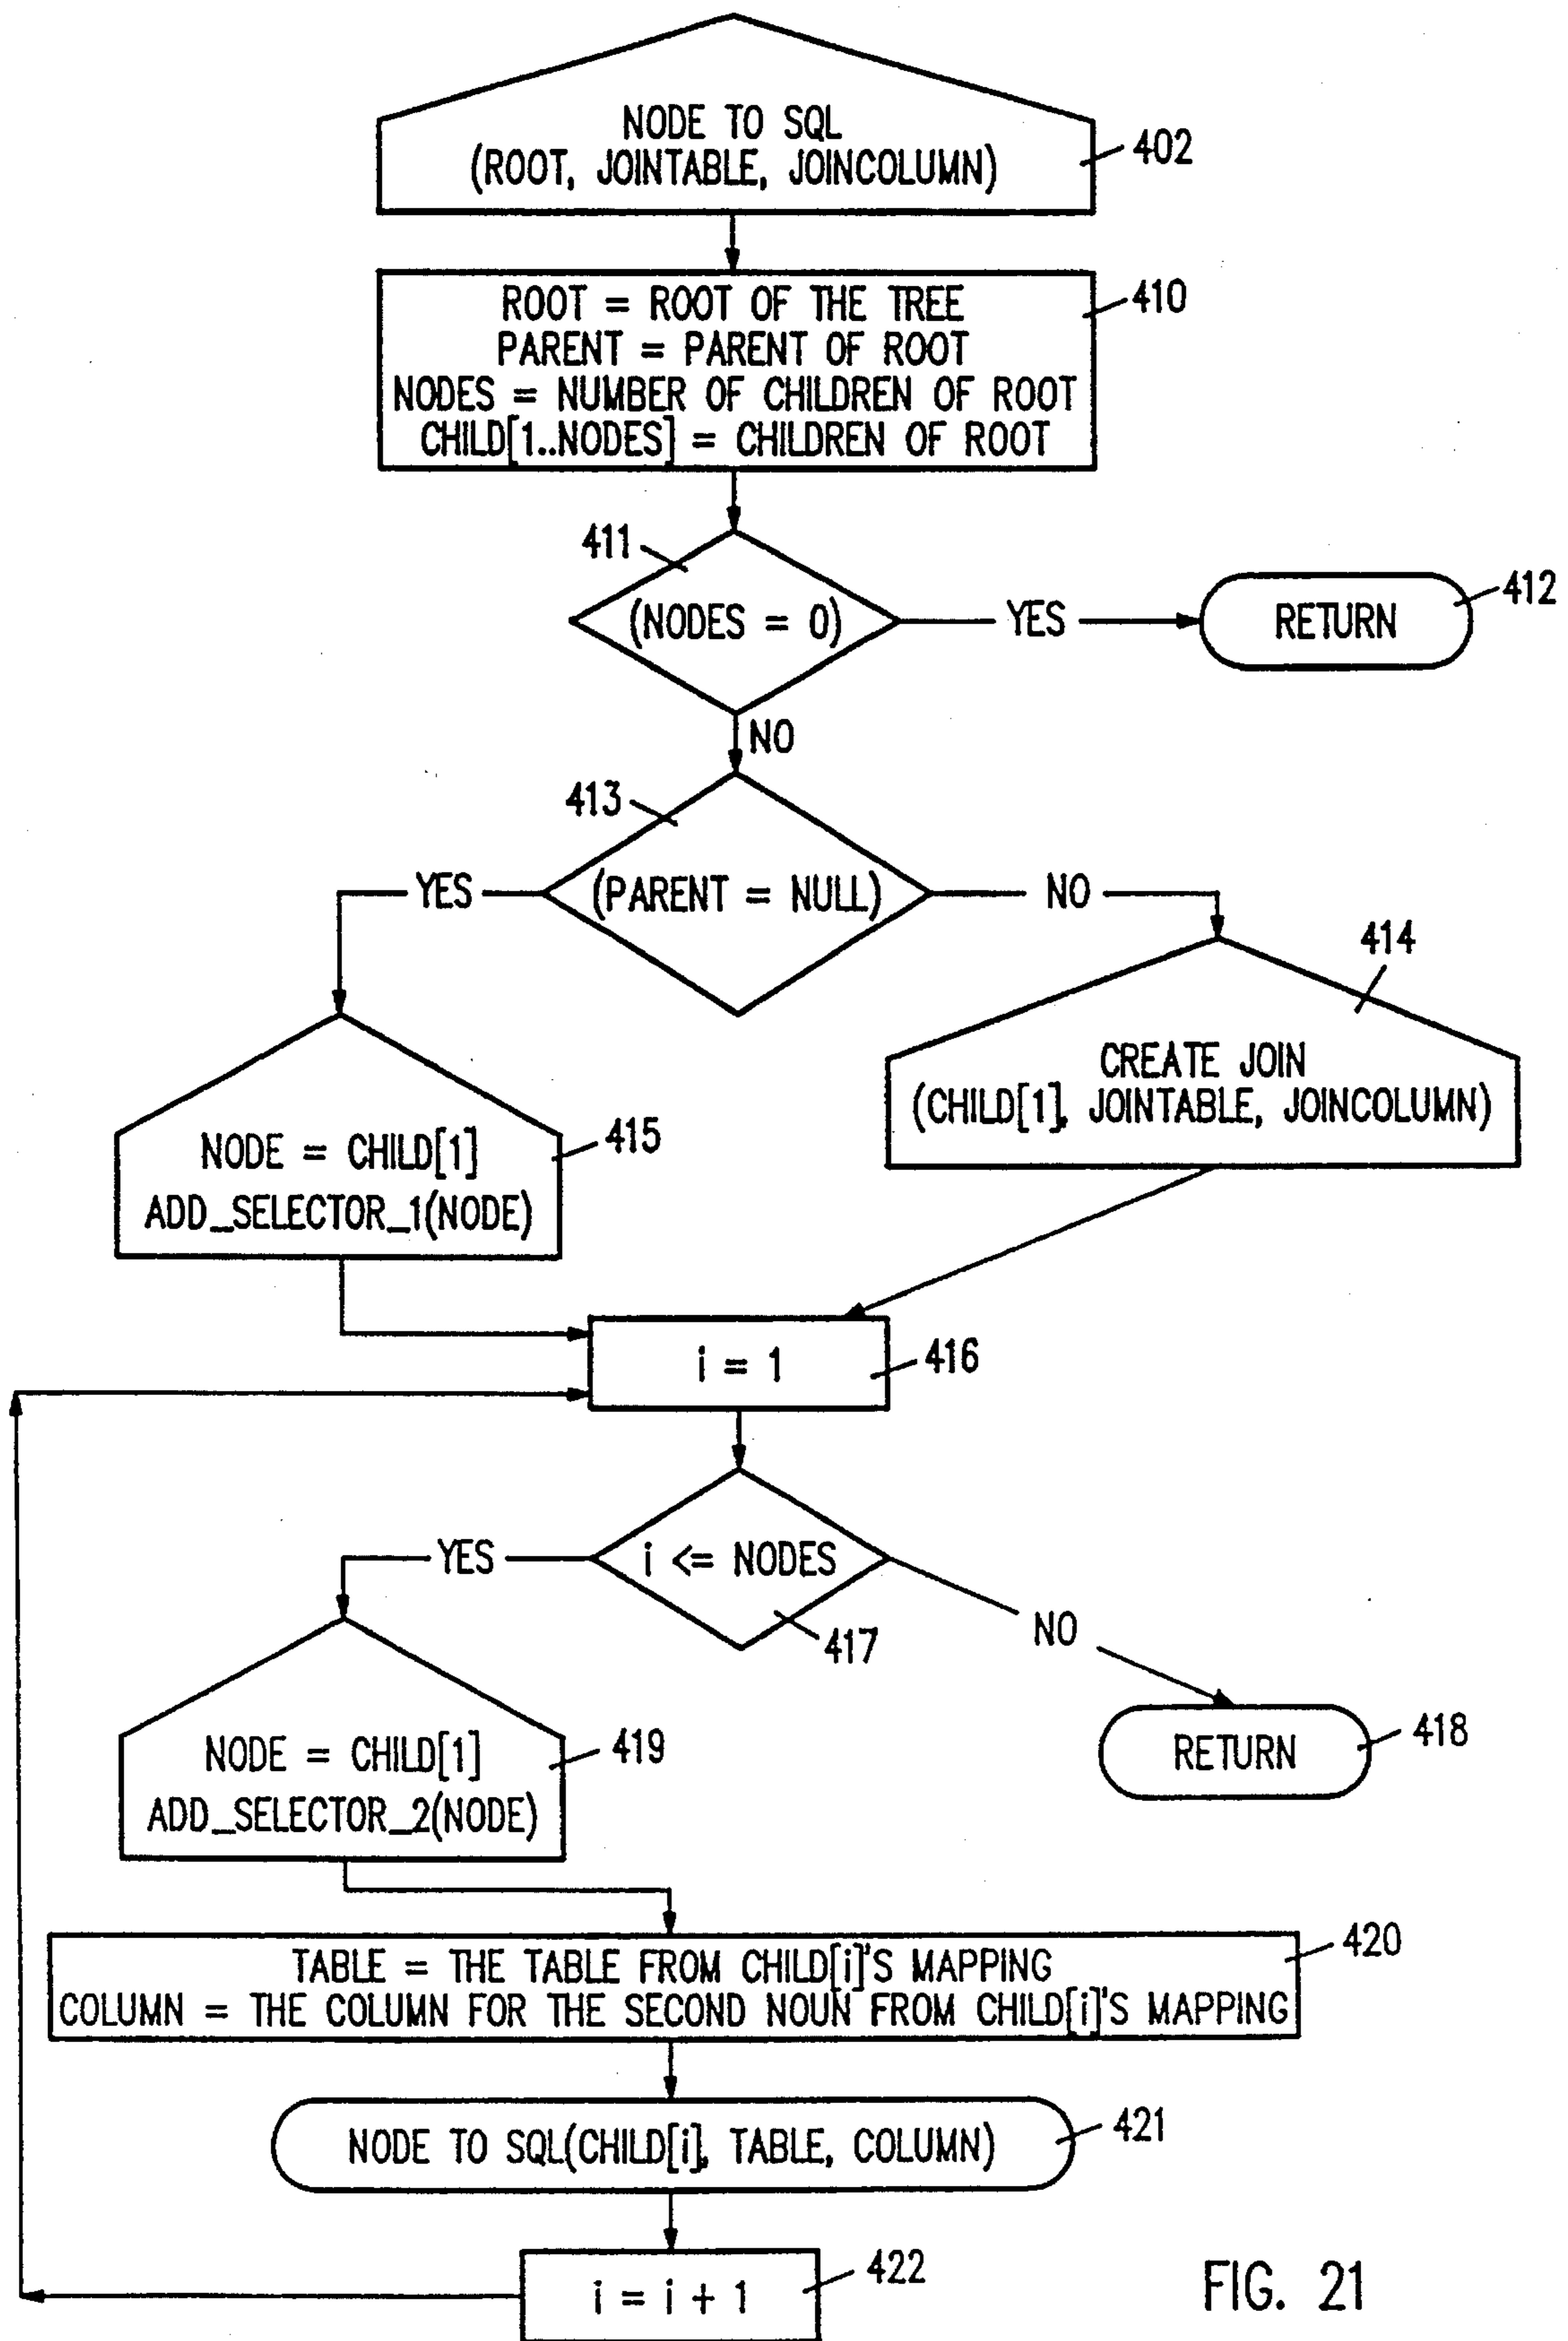 NODE TO SQL
(ROOT, JOINTABLE, JOINCOLUMN)
402
ROOT = ROOT OF THE TREE
PARENT = PARENT OF ROOT
NODES = NUMBER OF CHILDREN OF ROOT
CHILD[1..NODES] = CHILDREN OF ROOT
410
411
(NODES = 0)
YES
RETURN
412
NO
413
(PARENT = NULL)
YES
NO
414
CREATE JOIN
(CHILD[1], JOINTABLE, JOINCOLUMN)
NODE = CHILD[1]
ADD_SELECTOR_1(NODE)
415
i = 1
416
i <= NODES
YES
417
NO
RETURN
418
NODE = CHILD[1]
ADD_SELECTOR_2(NODE)
419
TABLE = THE TABLE FROM CHILD[i]'S MAPPING
COLUMN = THE COLUMN FOR THE SECOND NOUN FROM CHILD[i]'S MAPPING
420
NODE TO SQL(CHILD[i], TABLE, COLUMN)
421
i = i + 1
422
FIG. 21